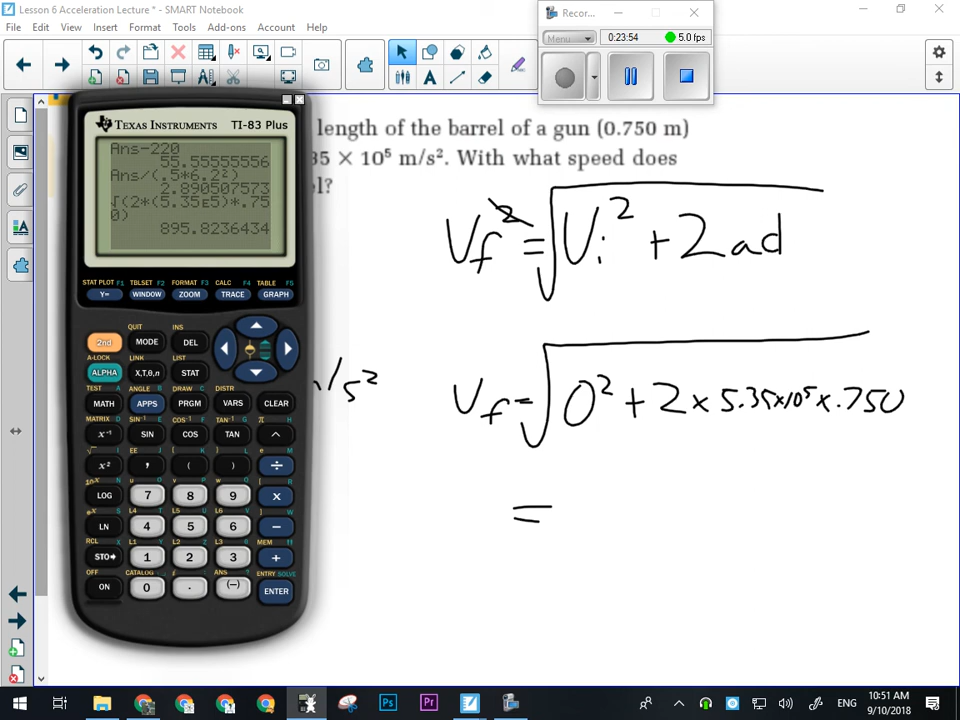 Lesson 6 Acceleration Lecture * - SMART Notebook
File Edit View Insert Format Tools Add-ons Help
Recor...
Menu 0:23:54 5.0 fps
TEXAS INSTRUMENTS TI-83 Plus
Ans-220
55.55555556
Ans/(.5*6.2²)
2.890507573
√(2*(5.35E5)*.75
0)
895.8236434
STAT PLOT F1 TBLSET F2 FORMAT F3 CALC F4 TABLE F5
Y= WINDOW ZOOM TRACE GRAPH
QUIT INS
2nd MODE DEL
A-LOCK LINK LIST
ALPHA X,T,θ,n STAT
TEST A ANGLE B DRAW C DISTR
MATH APPS PRGM VARS CLEAR
MATRIX D SIN⁻¹ E COS⁻¹ F TAN⁻¹ G π H
x⁻¹ SIN COS TAN ^
√ I EE J { K } L e M
x² , ( ) ÷
10ˣ N u O v P w Q [ R
LOG 7 8 9 ×
eˣ S L4 T L5 U L6 V ] W
LN 4 5 6 −
RCL X L1 Y L2 Z L3 θ MEM "
STO➔ 1 2 3 +
OFF CATALOG ANS ? ENTRY SOLVE
ON 0 . (−) ENTER
length of the barrel of a gun (0.750 m)
35 × 10⁵ m/s². With what speed does
el?
Vf² = √Vi² + 2ad
m/s²
Vf = √0² + 2 × 5.35×10⁵ × .750
=
ENG 10:51 AM
9/10/2018